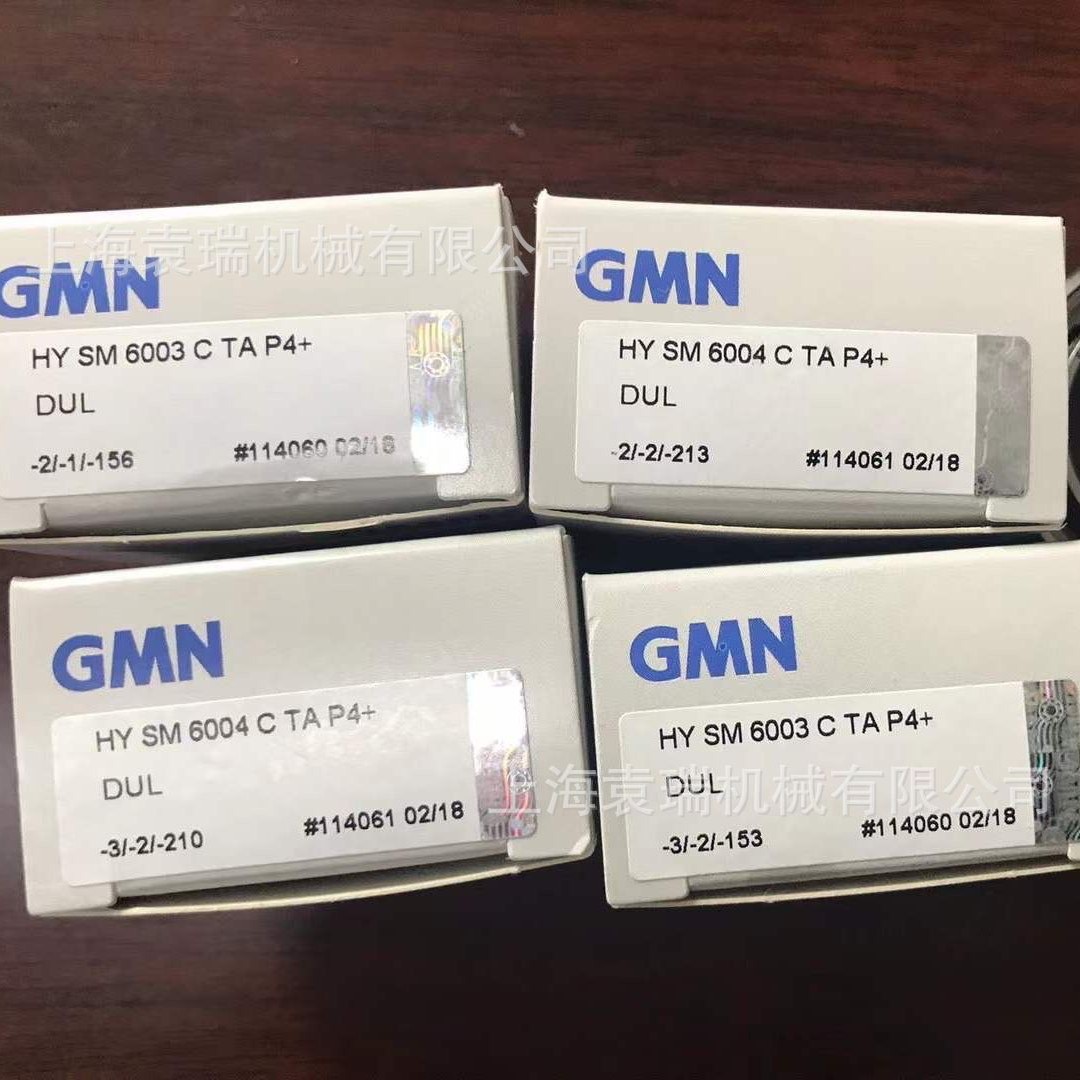 上海袁瑞机械有限公司
GMN
HY SM 6003 C TA P4+
DUL
-2/-1/-156 #114060 02/18
GMN
HY SM 6004 C TA P4+
DUL
-2/-2/-213 #114061 02/18
GMN
HY SM 6004 C TA P4+
DUL
-3/-2/-210 #114061 02/18
GMN
HY SM 6003 C TA P4+
上海袁瑞机械有限公司
DUL
-3/-2/-153 #114060 02/18